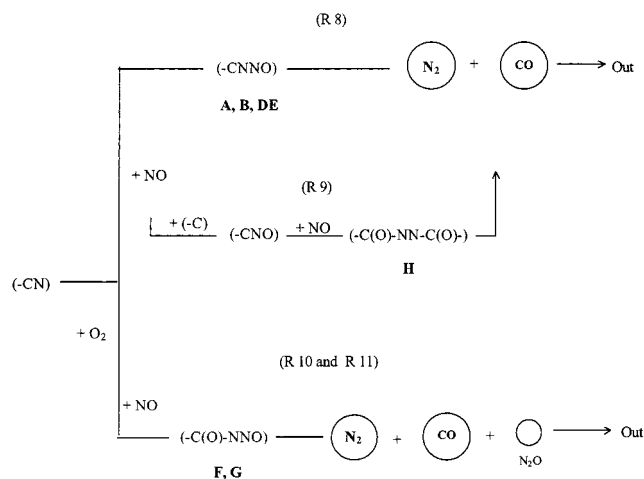 (R 8)
(-CNNO) N₂ + CO Out
A, B, DE
+ NO (R 9)
+ (-C) (-CNO) + NO (-C(O)-NN-C(O)-)
H
(-CN)
+ O₂
(R 10 and R 11)
+ NO
(-C(O)-NNO) N₂ + CO + Out
N₂O
F, G